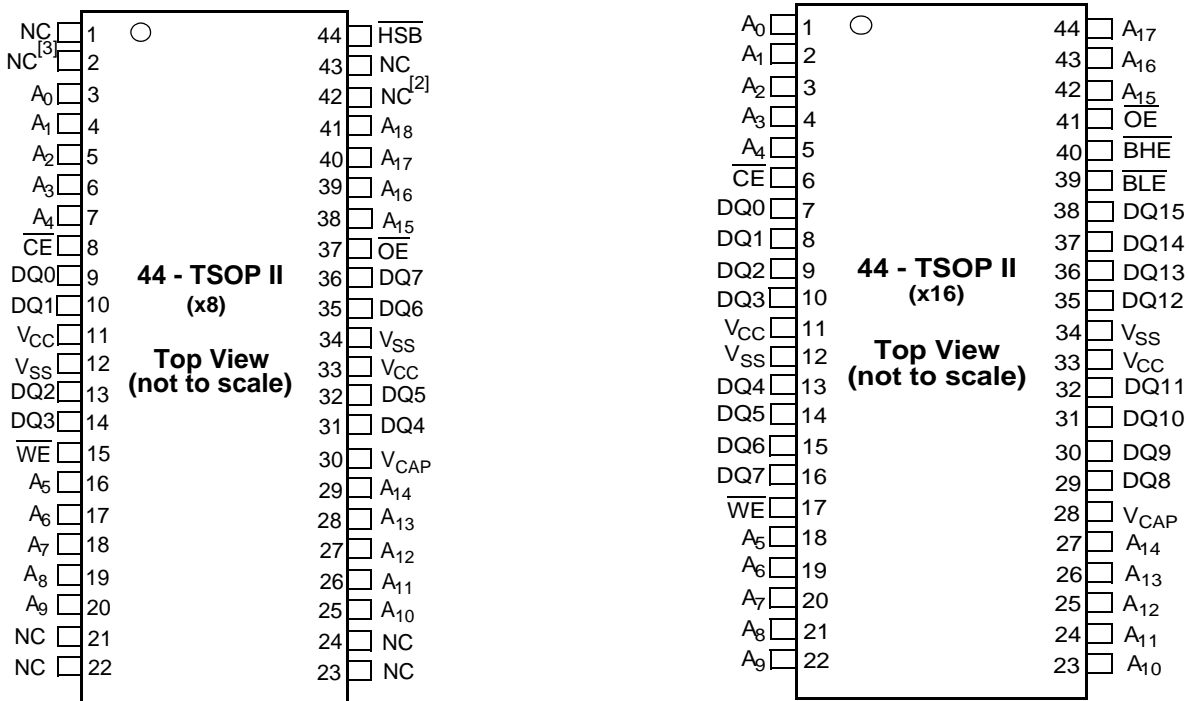 NC 1 44 H̅S̅B̅
NC[3] 2 43 NC
A0 3 42 NC[2]
A1 4 41 A18
A2 5 40 A17
A3 6 39 A16
A4 7 38 A15
C̅E̅ 8 37 O̅E̅
DQ0 9 36 DQ7
DQ1 10 35 DQ6
VCC 11 34 VSS
VSS 12 33 VCC
DQ2 13 32 DQ5
DQ3 14 31 DQ4
W̅E̅ 15 30 VCAP
A5 16 29 A14
A6 17 28 A13
A7 18 27 A12
A8 19 26 A11
A9 20 25 A10
NC 21 24 NC
NC 22 23 NC
44 - TSOP II
(x8)
Top View
(not to scale)
A0 1 44 A17
A1 2 43 A16
A2 3 42 A15
A3 4 41 O̅E̅
A4 5 40 B̅H̅E̅
C̅E̅ 6 39 B̅L̅E̅
DQ0 7 38 DQ15
DQ1 8 37 DQ14
DQ2 9 36 DQ13
DQ3 10 35 DQ12
VCC 11 34 VSS
VSS 12 33 VCC
DQ4 13 32 DQ11
DQ5 14 31 DQ10
DQ6 15 30 DQ9
DQ7 16 29 DQ8
W̅E̅ 17 28 VCAP
A5 18 27 A14
A6 19 26 A13
A7 20 25 A12
A8 21 24 A11
A9 22 23 A10
44 - TSOP II
(x16)
Top View
(not to scale)